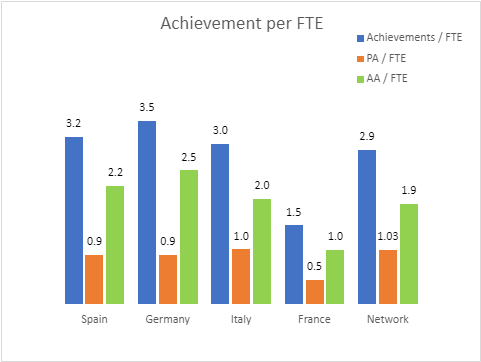 Achievement per FTE
Achievements / FTE
PA / FTE
AA / FTE
3.2
0.9
2.2
3.5
0.9
2.5
3.0
1.0
2.0
1.5
0.5
1.0
2.9
1.03
1.9
Spain
Germany
Italy
France
Network